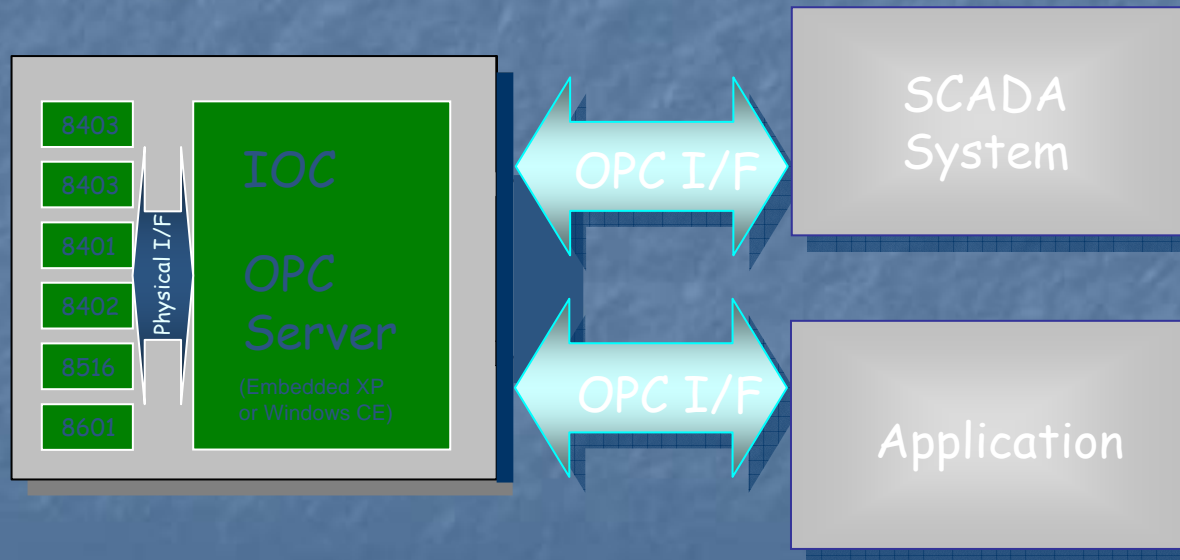 8403
8403
8401
8402
8516
8601
Physical I/F
IOC
OPC
Server
(Embedded XP
or Windows CE)
OPC I/F
OPC I/F
SCADA
System
Application